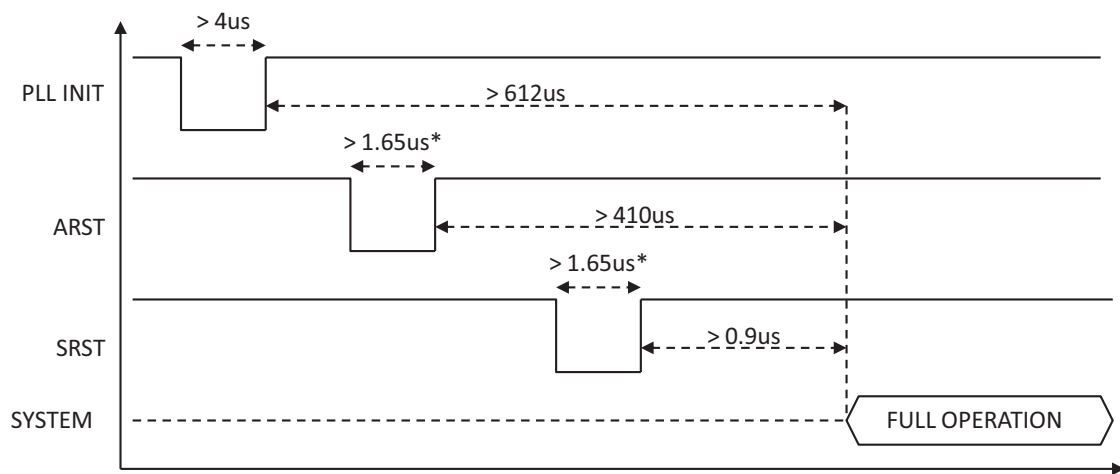 > 4us
PLL INIT
> 612us
> 1.65us*
ARST
> 410us
> 1.65us*
SRST
> 0.9us
SYSTEM
FULL OPERATION